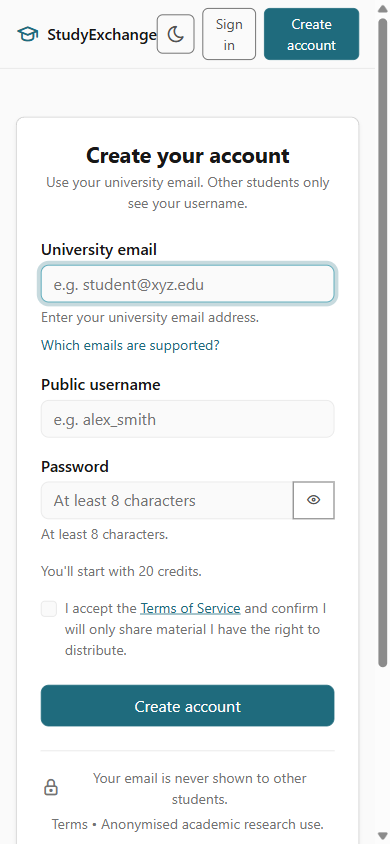 StudyExchange
Sign
in
Create
account
Create your account
Use your university email. Other students only
see your username.
University email
e.g. student@xyz.edu
Enter your university email address.
Which emails are supported?
Public username
e.g. alex_smith
Password
At least 8 characters
At least 8 characters.
You'll start with 20 credits.
I accept the Terms of Service and confirm I
will only share material I have the right to
distribute.
Create account
Your email is never shown to other
students.
Terms • Anonymised academic research use.